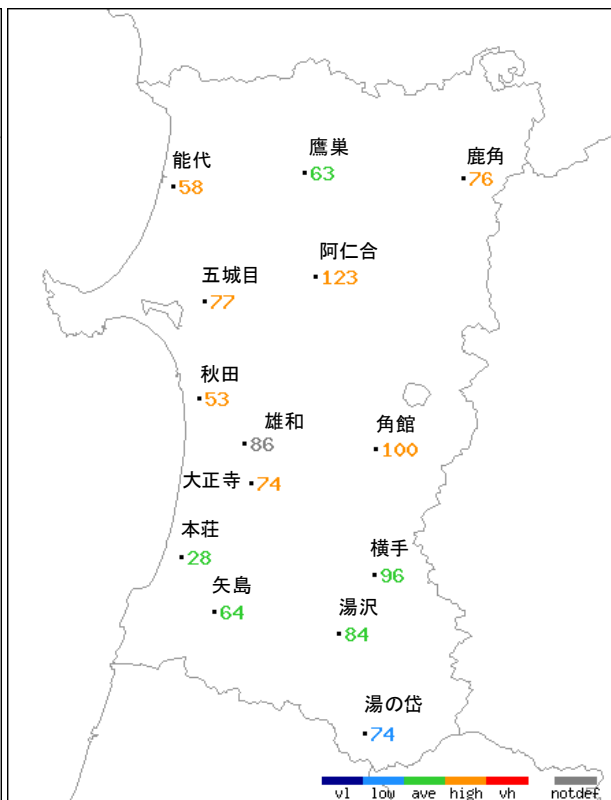 能代
58
鷹巣
63
鹿角
76
阿仁合
123
五城目
77
秋田
53
雄和
86
角館
100
大正寺
74
本荘
28
横手
96
矢島
64
湯沢
84
湯の岱
74
vl low ave high vh notdef